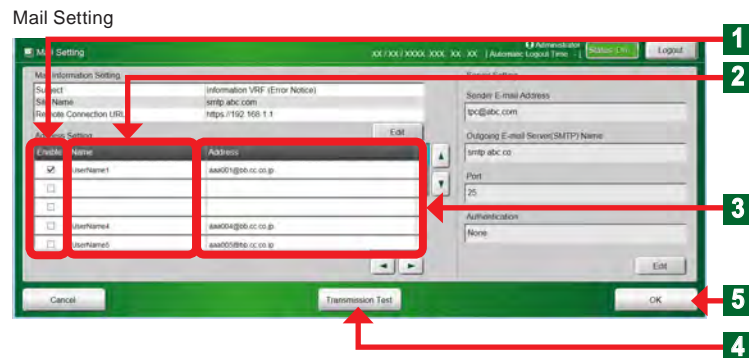 Mail Setting
1
Mail Setting
XX / XX / XXXX XXX, XX : XX | Automatic Logout Time : - |
Administrator
Status: On
Logout
2
Mail Information Setting
Subject
Information VRF (Error Notice)
Site Name
smtp abc com
Remote Connection URL
https //192 168 1 1
Address Setting
Edit
Enable
Name
Address
UserName1
aaa001@bb.cc.co.jp
UserName4
aaa004@bb.cc.co.jp
UserName5
aaa005@bb.cc.co.jp
Server Setting
Sender E-mail Address
tpc@abc.com
Outgoing E-mail Server(SMTP) Name
smtp abc co
Port
25
3
Authentication
None
Edit
Cancel
Transmission Test
OK
5
4